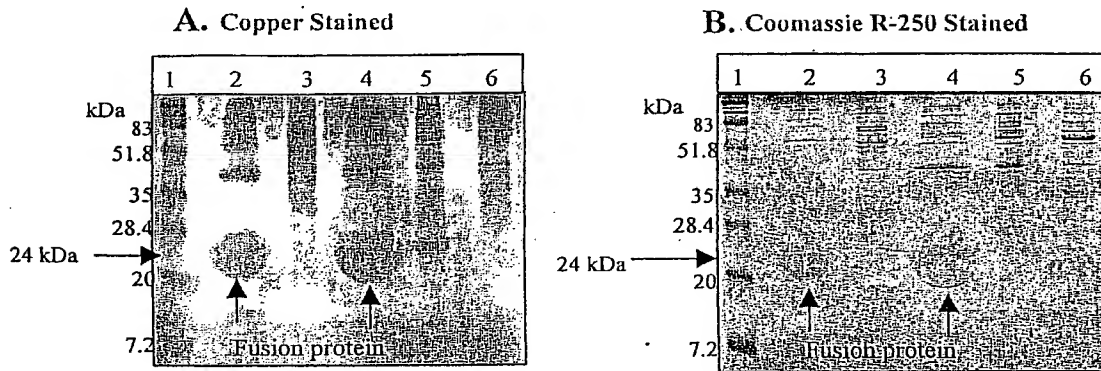 A. Copper Stained
1 2 3 4 5 6
kDa
83
51.8
35
28.4
24 kDa
20
7.2
Fusion protein
B. Coomassie R-250 Stained
1 2 3 4 5 6
kDa
83
51.8
35
28.4
24 kDa
20
7.2
Fusion protein